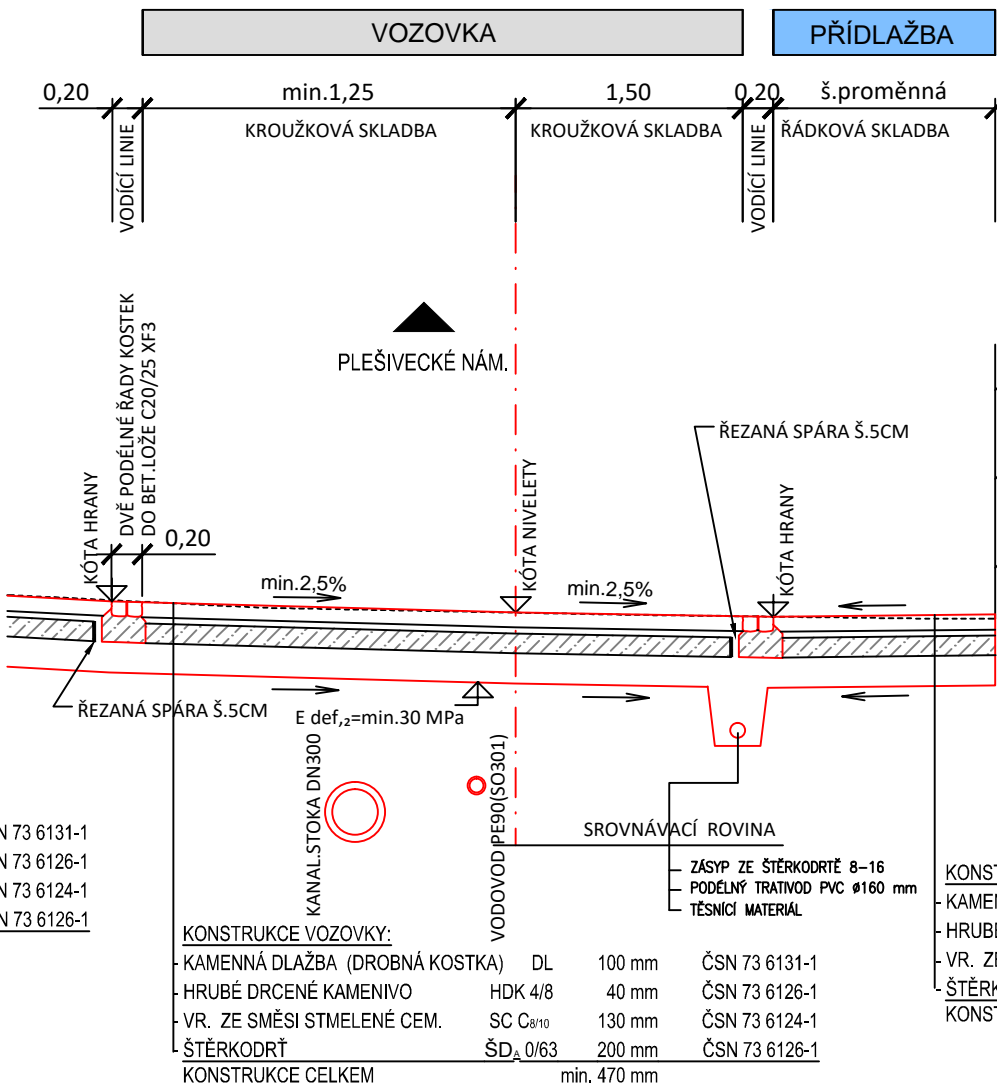 VOZOVKA
PŘÍDLAŽBA
0,20
min.1,25
1,50
0,20
š.proměnná
KROUŽKOVÁ SKLADBA
KROUŽKOVÁ SKLADBA
ŘÁDKOVÁ SKLADBA
VODÍCÍ LINIE
VODÍCÍ LINIE
DVĚ PODÉLNÉ ŘADY KOSTEK
DO BET.LOŽE C20/25 XF3
PLEŠIVECKÉ NÁM.
ŘEZANÁ SPÁRA Š.5CM
KÓTA HRANY
0,20
KÓTA NIVELETY
KÓTA HRANY
min.2,5%
min.2,5%
ŘEZANÁ SPÁRA Š.5CM
E def,₂=min.30 MPa
KANAL.STOKA DN300
VODOVOD PE90(SO301)
SROVNÁVACÍ ROVINA
ZÁSYP ZE ŠTĚRKODRTĚ 8-16
PODÉLNÝ TRATIVOD PVC ø160 mm
TĚSNÍCÍ MATERIÁL
N 73 6131-1
N 73 6126-1
N 73 6124-1
N 73 6126-1
KONSTRUKCE VOZOVKY:
KAMENNÁ DLAŽBA (DROBNÁ KOSTKA) DL 100 mm ČSN 73 6131-1
HRUBÉ DRCENÉ KAMENIVO HDK 4/8 40 mm ČSN 73 6126-1
VR. ZE SMĚSI STMELENÉ CEM. SC C8/10 130 mm ČSN 73 6124-1
ŠTĚRKODRŤ ŠDA 0/63 200 mm ČSN 73 6126-1
KONSTRUKCE CELKEM min. 470 mm
KONST
KAMEN
HRUBÉ
VR. ZE
ŠTĚRK
KONST